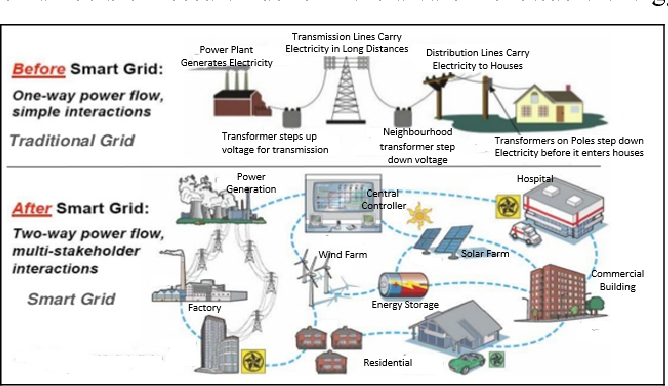 Before Smart Grid:
One-way power flow,
simple interactions
Traditional Grid
Power Plant
Generates Electricity
Transmission Lines Carry
Electricity in Long Distances
Distribution Lines Carry
Electricity to Houses
Transformer steps up
voltage for transmission
Neighbourhood
transformer step
down voltage
Transformers on Poles step down
Electricity before it enters houses
After Smart Grid:
Two-way power flow,
multi-stakeholder
interactions
Smart Grid
Power
Generation
Central
Controller
Hospital
Wind Farm
Solar Farm
Commercial
Building
Factory
Energy Storage
Residential